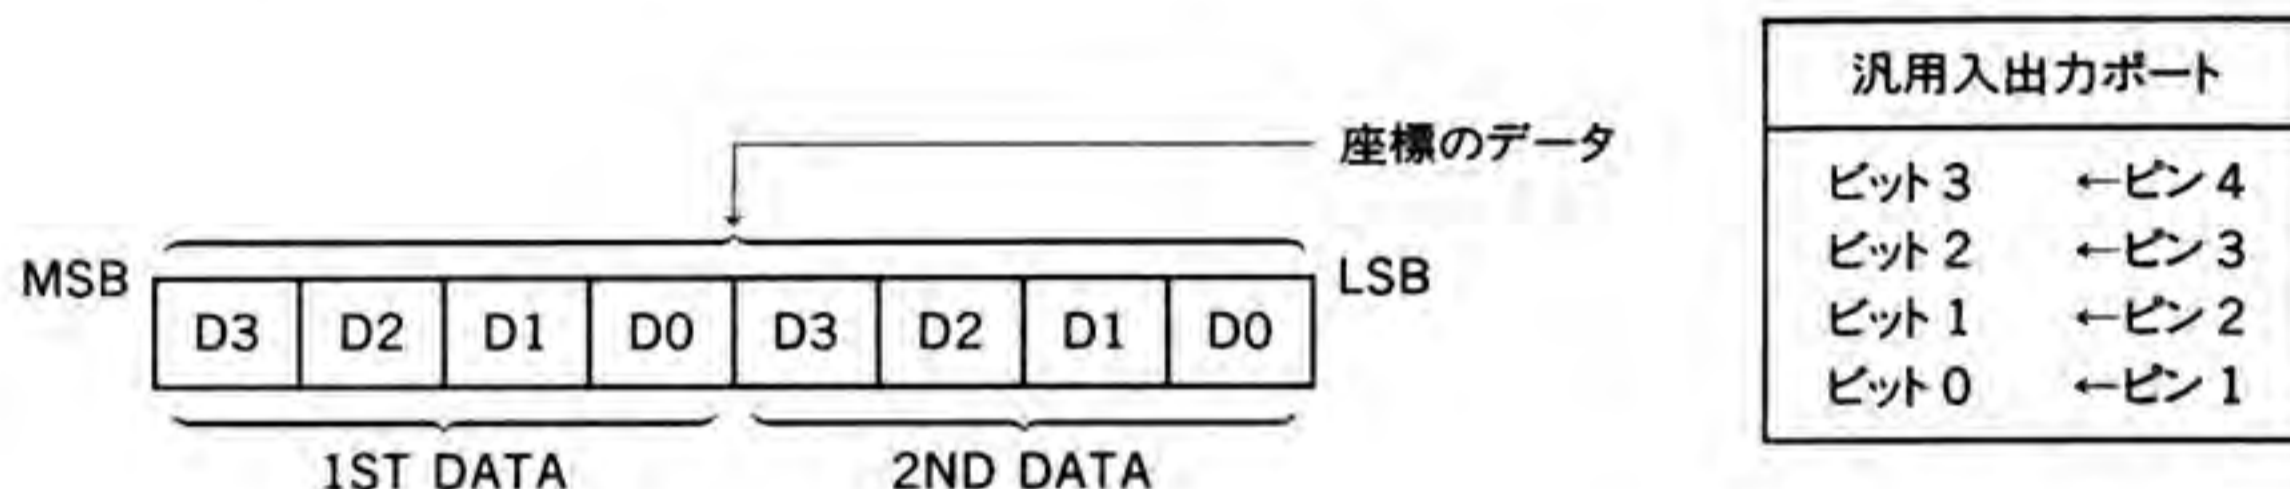 座標のデータ
MSB
LSB
D3 D2 D1 D0 D3 D2 D1 D0
1ST DATA 2ND DATA
汎用入出力ポート
ビット3 ←ピン4
ビット2 ←ピン3
ビット1 ←ピン2
ビット0 ←ピン1